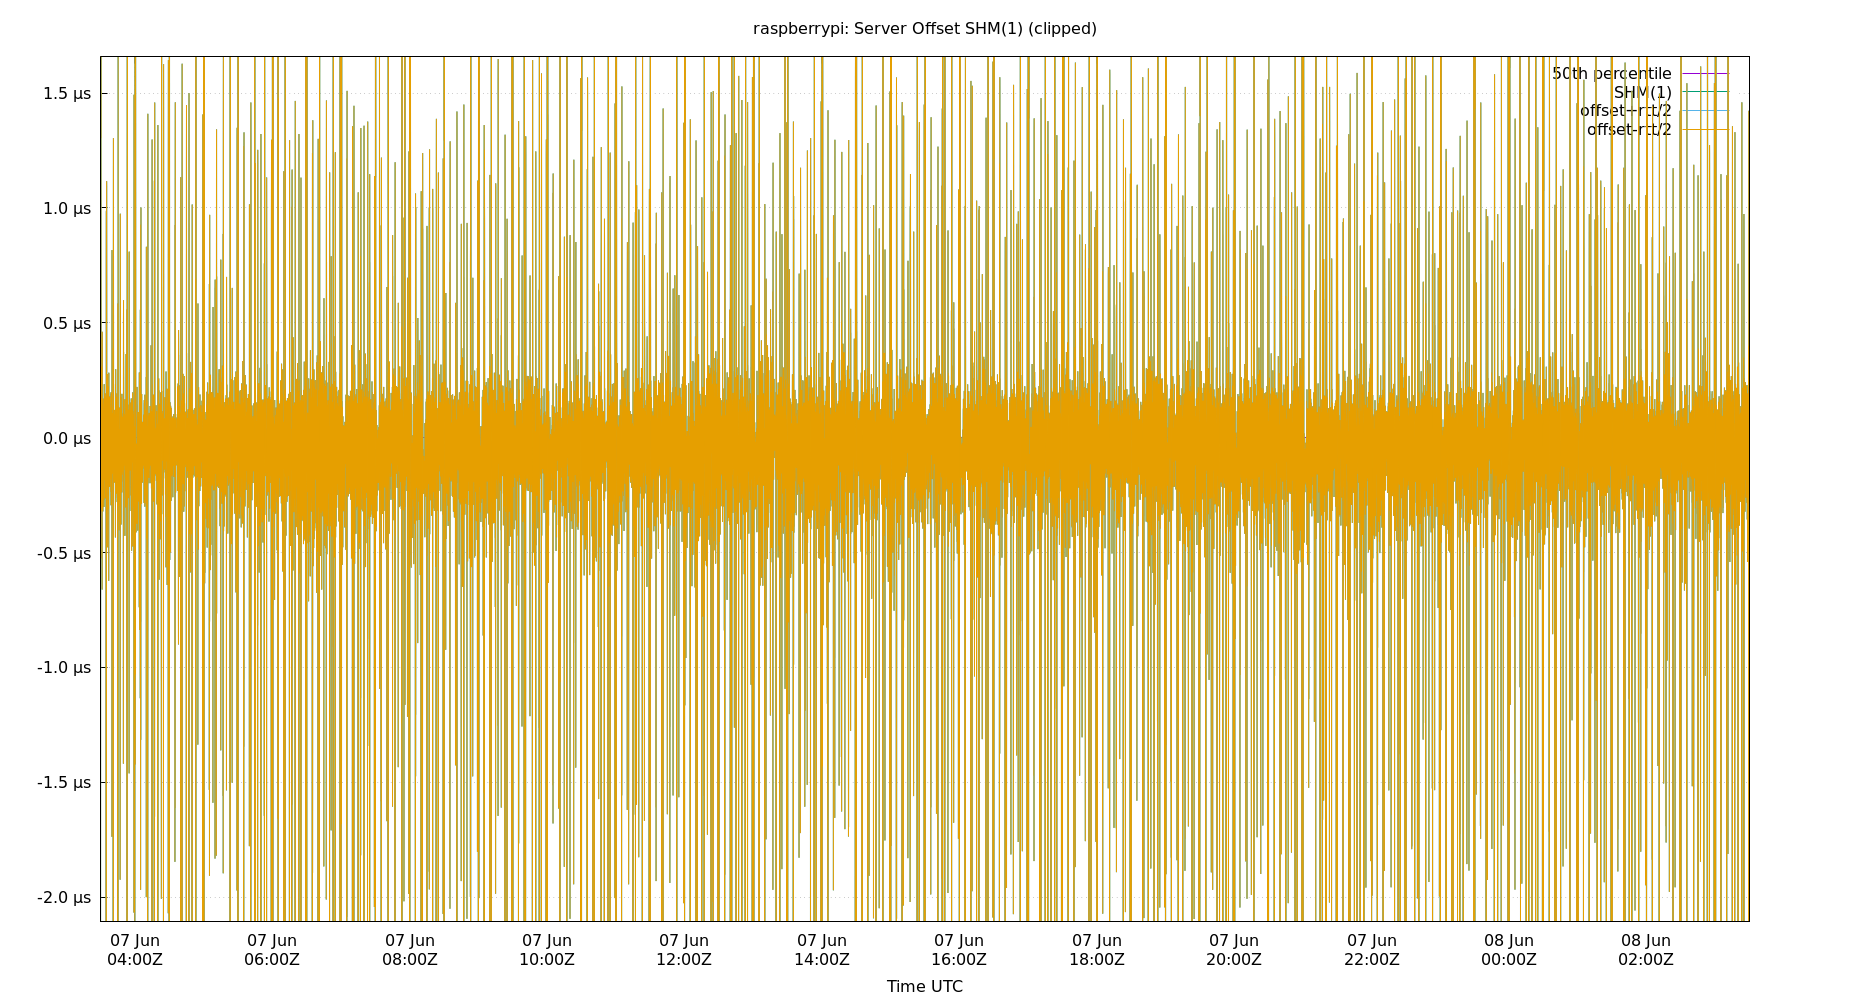 raspberrypi: Server Offset SHM(1) (clipped)
50th percentile
SHM(1)
offset+rtt/2
offset-rtt/2
1.5 µs
1.0 µs
0.5 µs
0.0 µs
-0.5 µs
-1.0 µs
-1.5 µs
-2.0 µs
07 Jun 07 Jun 07 Jun 07 Jun 07 Jun 07 Jun 07 Jun 07 Jun 07 Jun 07 Jun 08 Jun 08 Jun
04:00Z 06:00Z 08:00Z 10:00Z 12:00Z 14:00Z 16:00Z 18:00Z 20:00Z 22:00Z 00:00Z 02:00Z
Time UTC